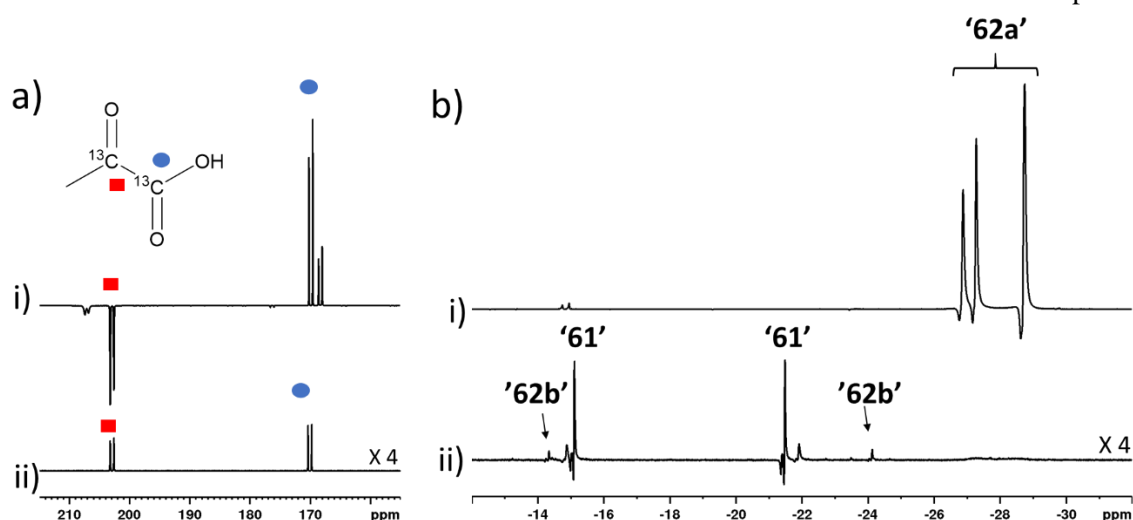 a)
O
13C
13C
OH
O
i)
ii)
X 4
210 200 190 180 170 ppm
b)
'62a'
i)
'61' '61'
'62b' '62b'
ii)
X 4
-14 -16 -18 -20 -22 -24 -26 -28 -30 ppm